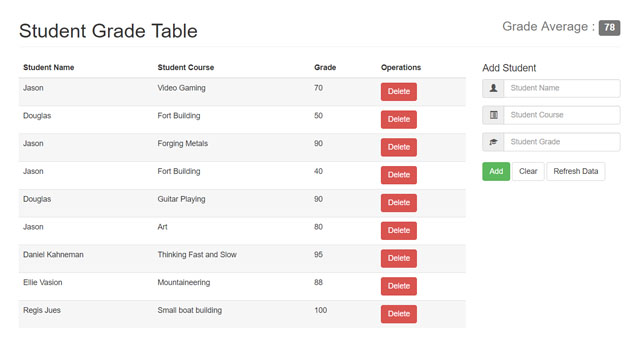 Student Grade Table
Grade Average : 78
Student Name Student Course Grade Operations
Jason Video Gaming 70 Delete
Douglas Fort Building 50 Delete
Jason Forging Metals 90 Delete
Jason Fort Building 40 Delete
Douglas Guitar Playing 90 Delete
Jason Art 80 Delete
Daniel Kahneman Thinking Fast and Slow 95 Delete
Ellie Vasion Mountaineering 88 Delete
Regis Jues Small boat building 100 Delete
Add Student
Student Name
Student Course
Student Grade
Add Clear Refresh Data